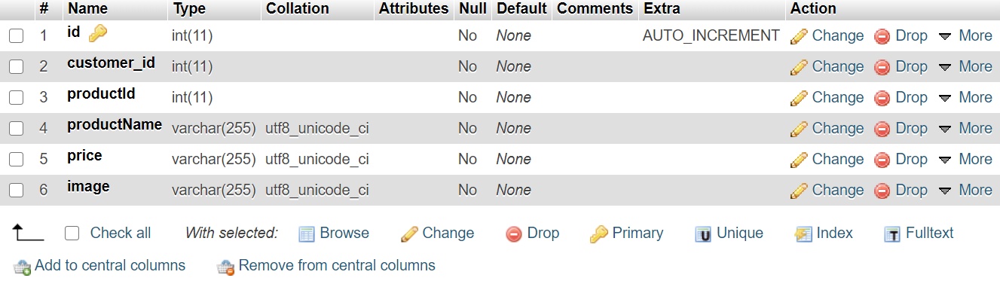 # Name Type Collation Attributes Null Default Comments Extra Action
1 id int(11) No None AUTO_INCREMENT Change Drop More
2 customer_id int(11) No None Change Drop More
3 productId int(11) No None Change Drop More
4 productName varchar(255) utf8_unicode_ci No None Change Drop More
5 price varchar(255) utf8_unicode_ci No None Change Drop More
6 image varchar(255) utf8_unicode_ci No None Change Drop More
Check all With selected: Browse Change Drop Primary Unique Index Fulltext
Add to central columns Remove from central columns